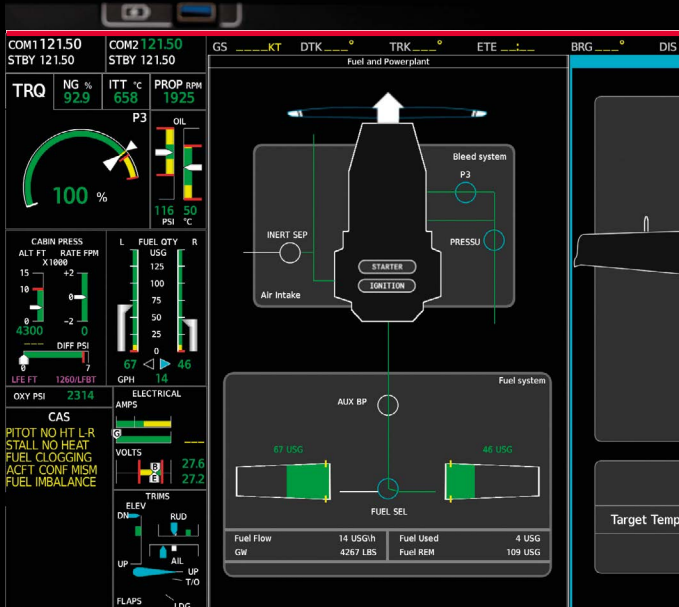 COM1 121.50 COM2 121.50
STBY 121.50 STBY 121.50
GS ____KT DTK ___° TRK ___° ETE __:__ BRG ___° DIS
Fuel and Powerplant
TRQ NG % ITT °C PROP RPM
92.9 658 1925
P3 OIL
100 %
116 50
PSI °C
Bleed system
P3
INERT SEP
PRESSU
STARTER
IGNITION
Air Intake
CABIN PRESS
ALT FT RATE FPM
X1000
15 +2
10 0
0 -2
4300 0
--- DIFF PSI
0 7
LFE FT 1260/LFBT
L FUEL QTY R
USG
125
100
75
50
25
0
67 46
GPH 14
OXY PSI 2314
CAS
PITOT NO HT L-R
STALL NO HEAT
FUEL CLOGGING
ACFT CONF MISM
FUEL IMBALANCE
ELECTRICAL
AMPS
G
---
VOLTS
B 27.6
E 27.2
TRIMS
ELEV
DN RUD
AIL
UP UP
T/O
FLAPS LDG
Fuel system
AUX BP
67 USG 46 USG
FUEL SEL
Fuel Flow 14 USG\h Fuel Used 4 USG
GW 4267 LBS Fuel REM 109 USG
Target Temp